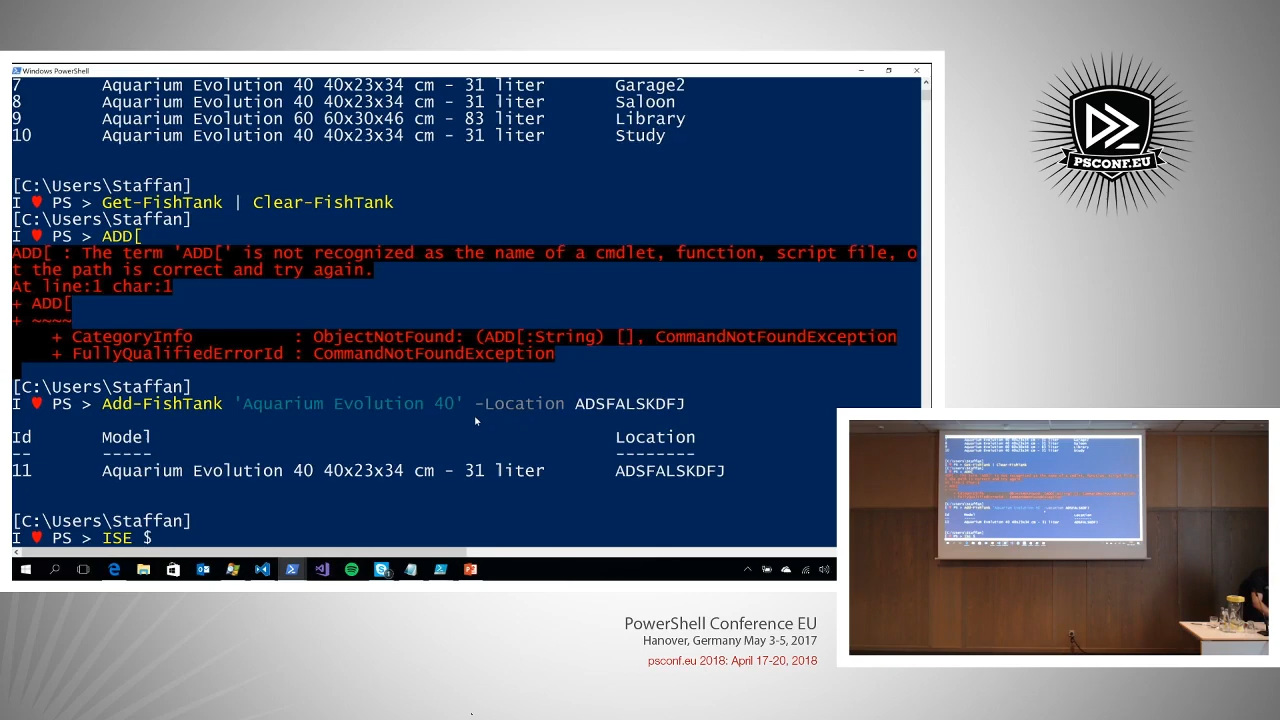 Windows PowerShell
7 Aquarium Evolution 40 40x23x34 cm - 31 liter Garage2
8 Aquarium Evolution 40 40x23x34 cm - 31 liter Saloon
9 Aquarium Evolution 60 60x30x46 cm - 83 liter Library
10 Aquarium Evolution 40 40x23x34 cm - 31 liter Study
[C:\Users\Staffan]
I ♥ PS > Get-FishTank | Clear-FishTank
[C:\Users\Staffan]
I ♥ PS > ADD[
ADD[ : The term 'ADD[' is not recognized as the name of a cmdlet, function, script file, o
t the path is correct and try again.
At line:1 char:1
+ ADD[
+ ~~~~
+ CategoryInfo : ObjectNotFound: (ADD[:String) [], CommandNotFoundException
+ FullyQualifiedErrorId : CommandNotFoundException
[C:\Users\Staffan]
I ♥ PS > Add-FishTank 'Aquarium Evolution 40' -Location ADSFALSKDFJ
Id Model Location
-- ----- --------
11 Aquarium Evolution 40 40x23x34 cm - 31 liter ADSFALSKDFJ
[C:\Users\Staffan]
I ♥ PS > ISE $
PSCONF.EU
PowerShell Conference EU
Hanover, Germany May 3-5, 2017
psconf.eu 2018: April 17-20, 2018